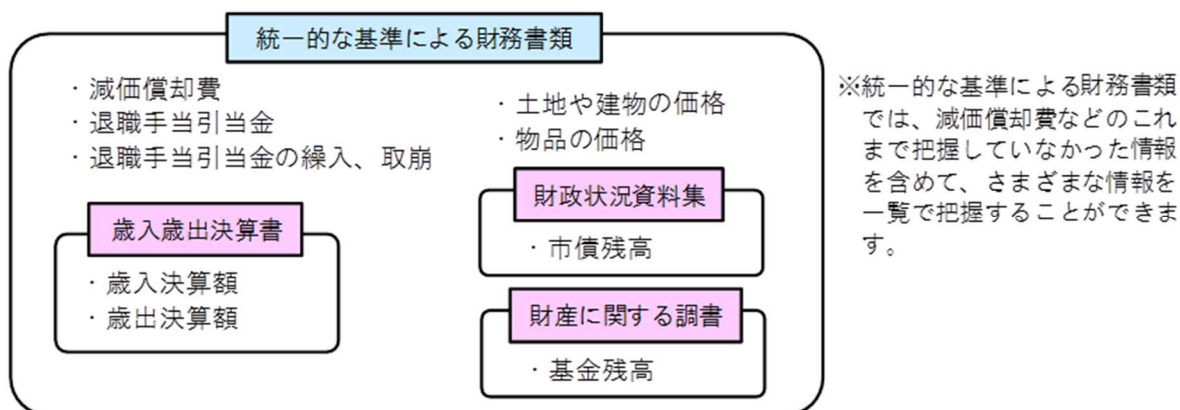 統一的な基準による財務書類
・減価償却費
・退職手当引当金
・退職手当引当金の繰入、取崩
・土地や建物の価格
・物品の価格
歳入歳出決算書
・歳入決算額
・歳出決算額
財政状況資料集
・市債残高
財産に関する調書
・基金残高
※統一的な基準による財務書類
では、減価償却費などのこれ
まで把握していなかった情報
を含めて、さまざまな情報を
一覧で把握することができま
す。